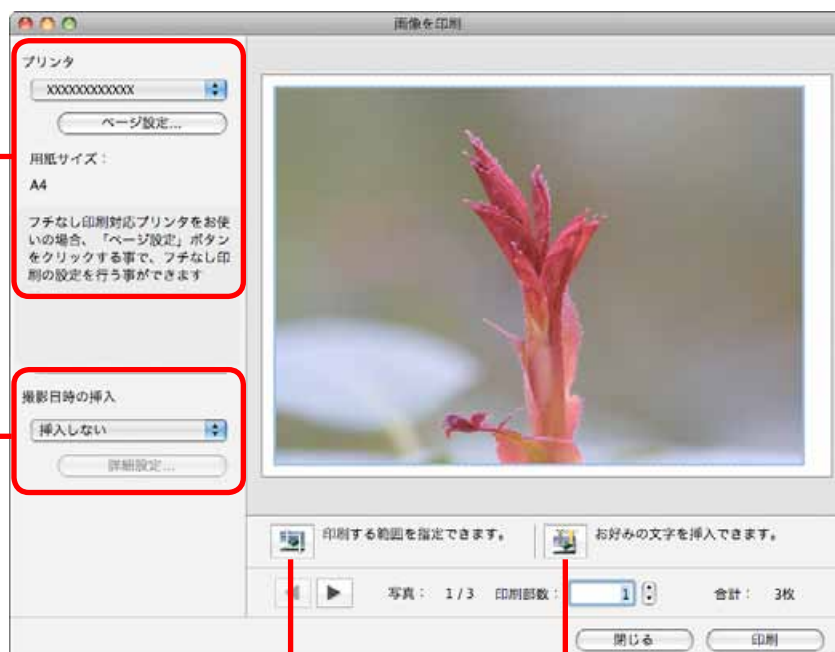 画像を印刷
プリンタ
XXXXXXXXXXXX
ページ設定...
用紙サイズ：
A4
フチなし印刷対応プリンタをお使
いの場合、「ページ設定」ボタン
をクリックする事で、フチなし印
刷の設定を行う事ができます
撮影日時の挿入
挿入しない
詳細設定...
印刷する範囲を指定できます。
お好みの文字を挿入できます。
写真： 1/3 印刷部数： 1 合計： 3枚
閉じる 印刷